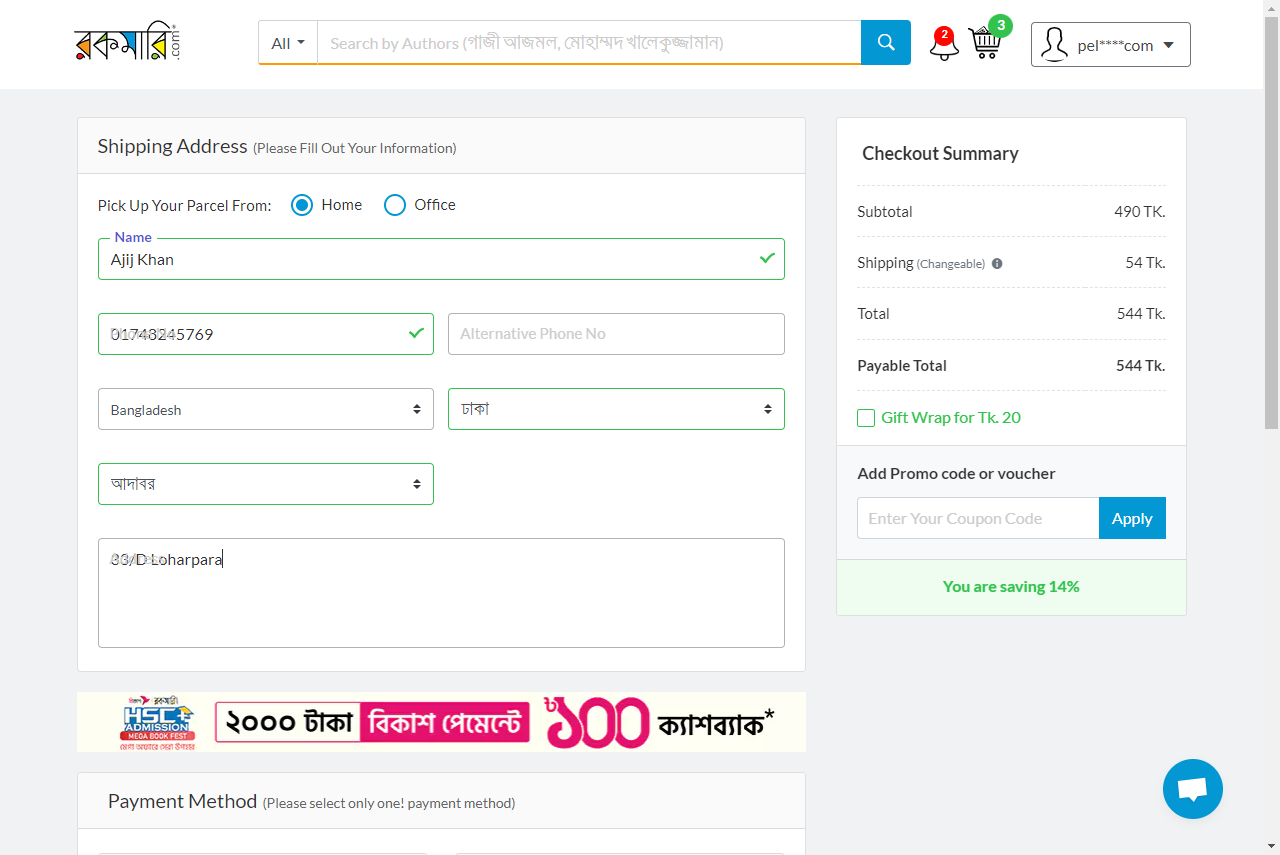 রকমারি.com
All
Search by Authors (গাজী আজমল, মোহাম্মদ খালেকুজ্জামান)
2
3
pel****com
Shipping Address (Please Fill Out Your Information)
Pick Up Your Parcel From: Home Office
Name
Ajij Khan
01743245769
Alternative Phone No
Bangladesh
ঢাকা
আদাবর
33/D Loharpara
Checkout Summary
Subtotal 490 TK.
Shipping (Changeable) 54 Tk.
Total 544 Tk.
Payable Total 544 Tk.
Gift Wrap for Tk. 20
Add Promo code or voucher
Enter Your Coupon Code
Apply
You are saving 14%
HSC+
ADMISSION
MEGA BOOK FEST
২০০০ টাকা বিকাশ পেমেন্টে ৳১০০ ক্যাশব্যাক*
Payment Method (Please select only one! payment method)